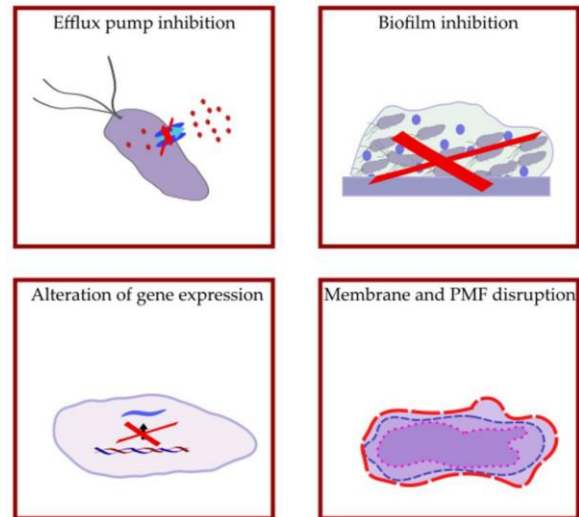 Efflux pump inhibition
Biofilm inhibition
Alteration of gene expression
Membrane and PMF disruption